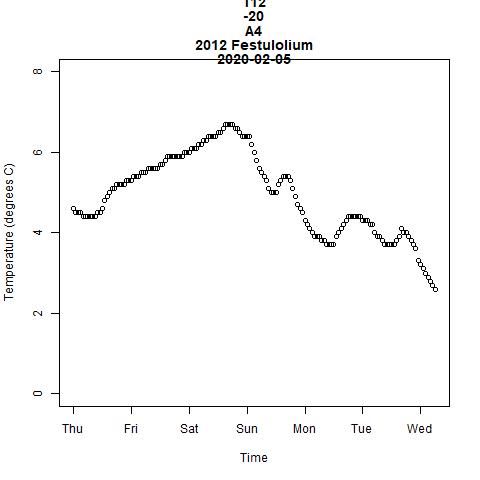 T12
-20
A4
2012 Festulolium
2020-02-05
Temperature (degrees C)
8
6
4
2
0
Thu Fri Sat Sun Mon Tue Wed
Time